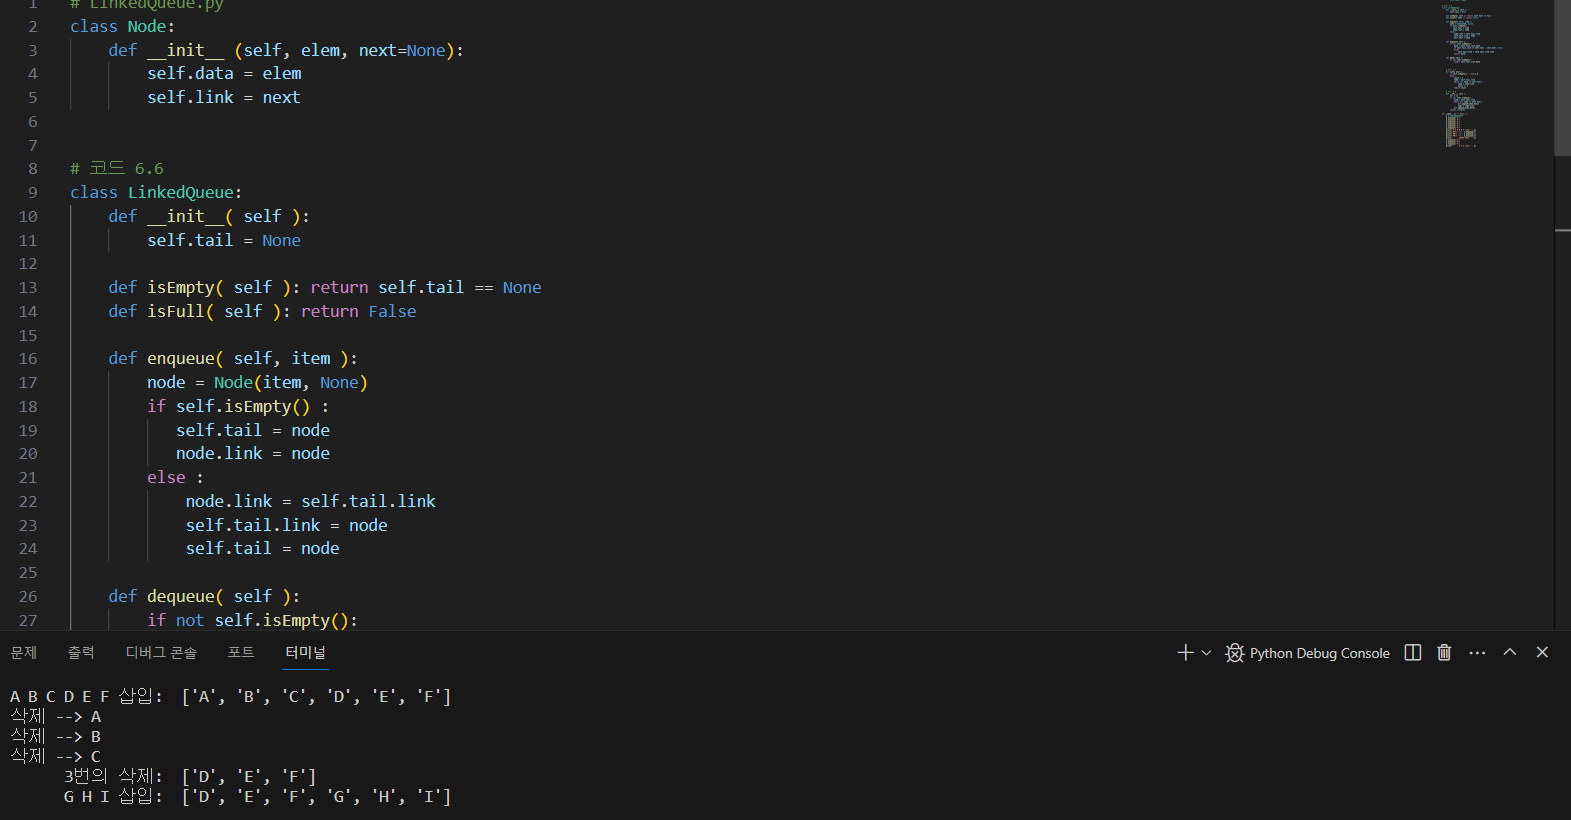 1 # LinkedQueue.py
2 class Node:
3 def __init__ (self, elem, next=None):
4 self.data = elem
5 self.link = next
6
7
8 # 코드 6.6
9 class LinkedQueue:
10 def __init__( self ):
11 self.tail = None
12
13 def isEmpty( self ): return self.tail == None
14 def isFull( self ): return False
15
16 def enqueue( self, item ):
17 node = Node(item, None)
18 if self.isEmpty() :
19 self.tail = node
20 node.link = node
21 else :
22 node.link = self.tail.link
23 self.tail.link = node
24 self.tail = node
25
26 def dequeue( self ):
27 if not self.isEmpty():
문제 출력 디버그 콘솔 포트 터미널 Python Debug Console
A B C D E F 삽입: ['A', 'B', 'C', 'D', 'E', 'F']
삭제 --> A
삭제 --> B
삭제 --> C
3번의 삭제: ['D', 'E', 'F']
G H I 삽입: ['D', 'E', 'F', 'G', 'H', 'I']